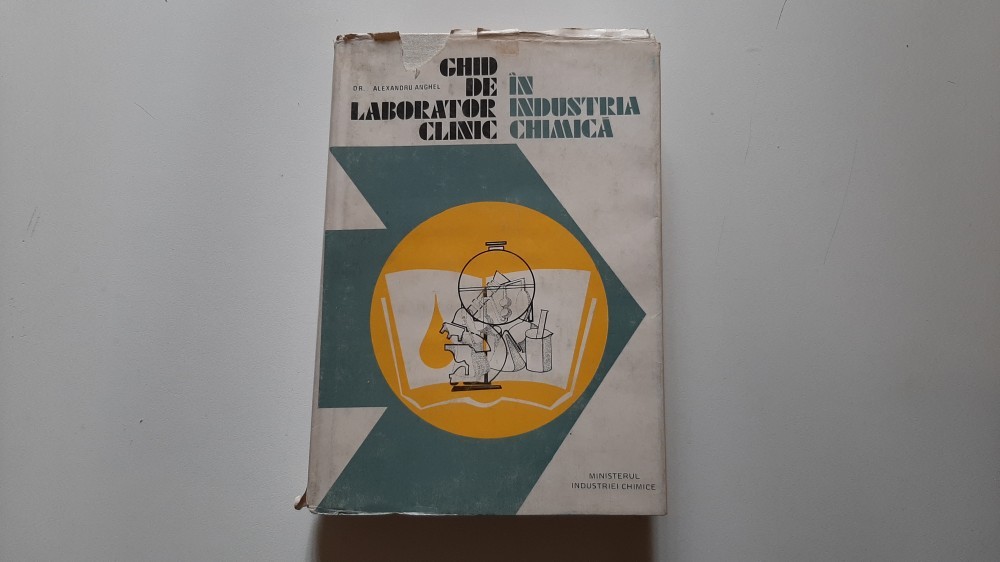 DR. ALEXANDRU ANGHEL
GHID
DE
LABORATOR
CLINIC
ÎN
INDUSTRIA
CHIMICĂ
MINISTERUL
INDUSTRIEI CHIMICE